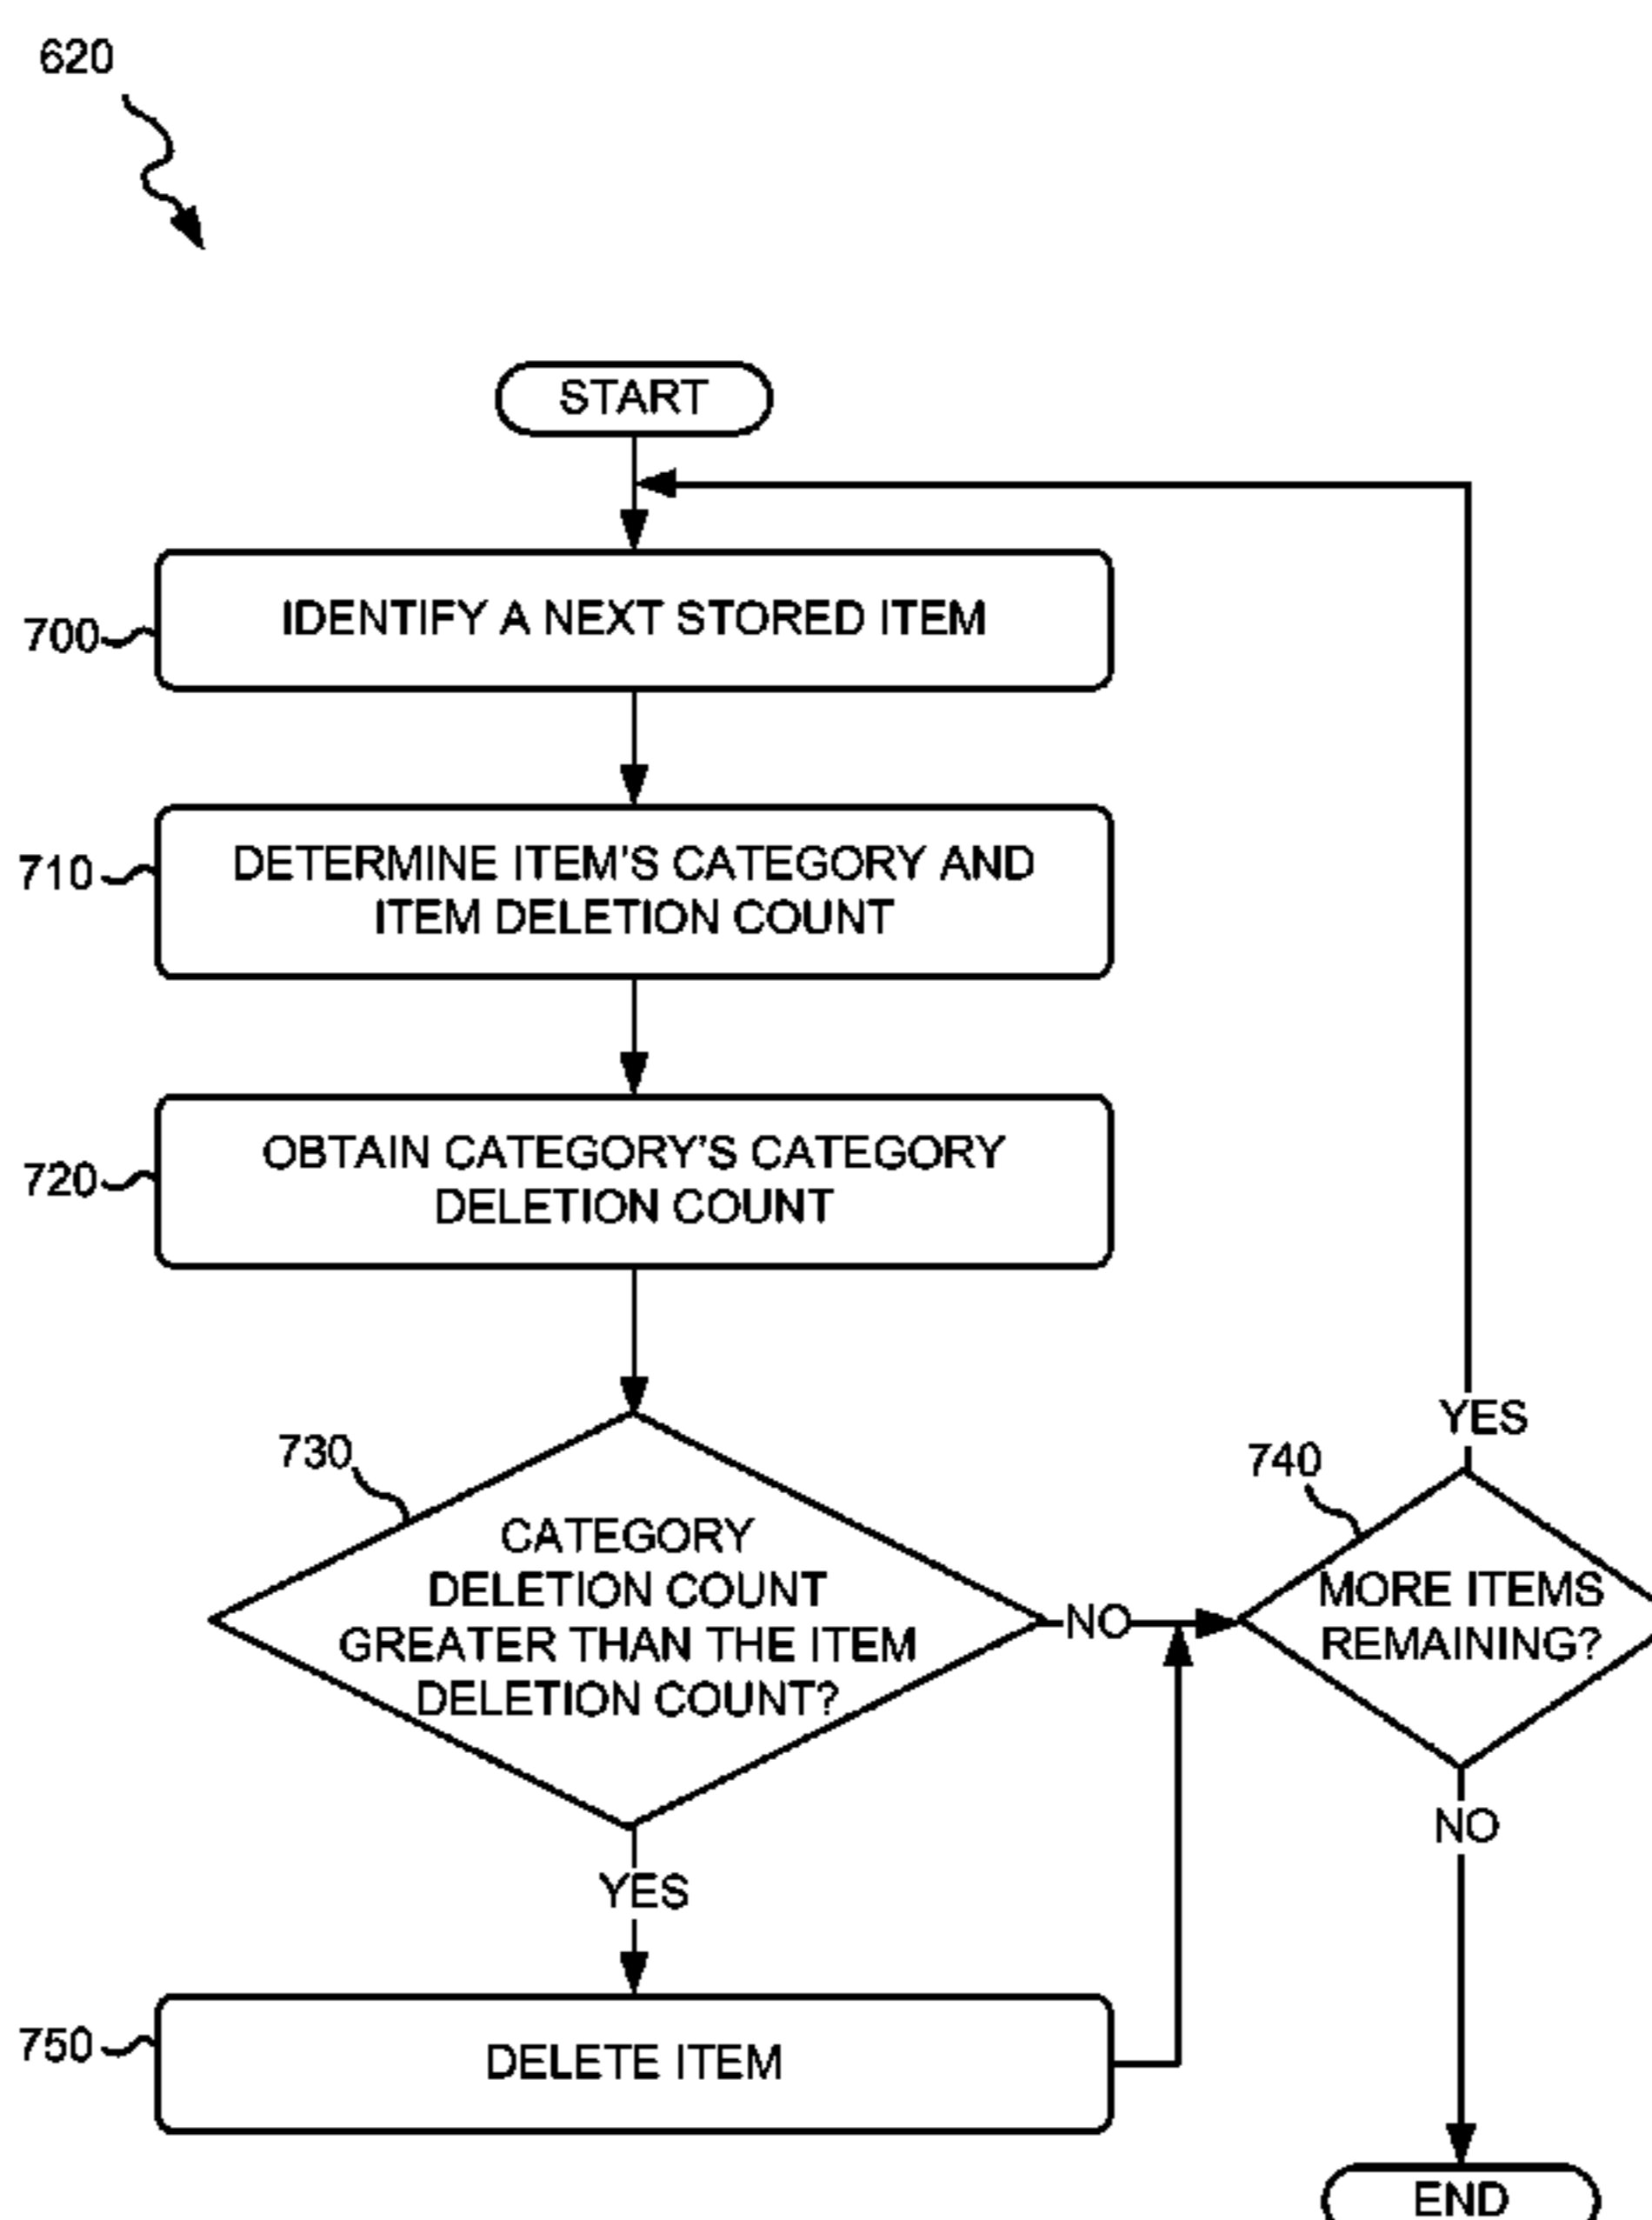 620
START
700
IDENTIFY A NEXT STORED ITEM
710
DETERMINE ITEM'S CATEGORY AND
ITEM DELETION COUNT
720
OBTAIN CATEGORY'S CATEGORY
DELETION COUNT
730
CATEGORY
DELETION COUNT
GREATER THAN THE ITEM
DELETION COUNT?
NO
YES
740
MORE ITEMS
REMAINING?
YES
NO
750
DELETE ITEM
END